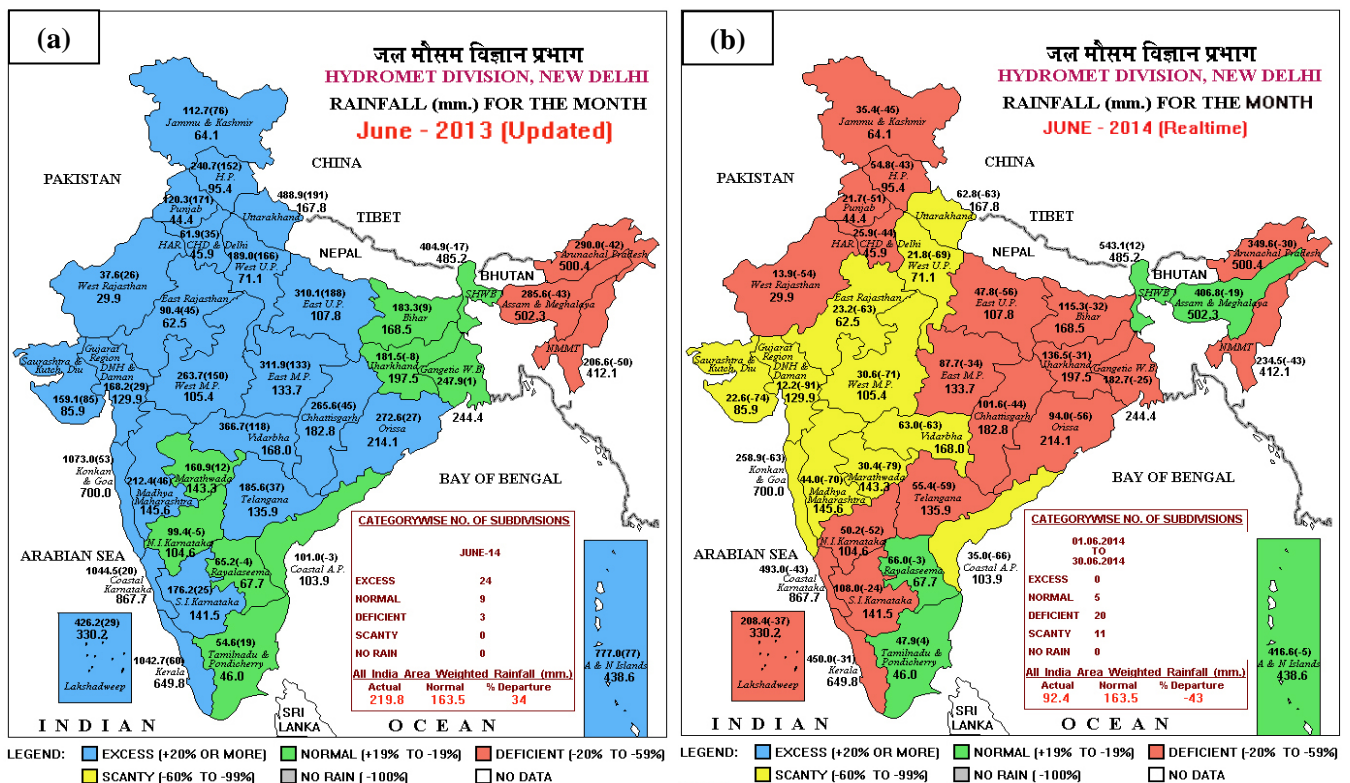 (a)
जल मौसम विज्ञान प्रभाग
HYDROMET DIVISION, NEW DELHI
RAINFALL (mm.) FOR THE MONTH
June - 2013 (Updated)
112.7(76)
Jammu & Kashmir
64.1
CHINA
PAKISTAN
240.7(152)
H.P.
95.4
120.3(171)
Punjab
44.4
488.9(191)
167.8
Uttarakhand
TIBET
61.9(35)
HAR, CHD & Delhi
45.9
NEPAL
189.0(166)
West U.P.
71.1
404.9(-17)
485.2
BHUTAN
SHWB
290.0(-42)
Arunachal Pradesh
500.4
37.6(26)
West Rajasthan
29.9
285.6(-43)
Assam & Meghalaya
502.3
East Rajasthan
90.4(45)
62.5
310.1(188)
East U.P.
107.8
183.3(9)
Bihar
168.5
NMMT
206.6(-50)
412.1
Saurashtra &
Kutch, Diu
159.1(85)
85.9
Gujarat
Region
DNH &
Daman
168.2(29)
129.9
263.7(150)
West M.P.
105.4
311.9(133)
East M.P.
133.7
181.5(-8)
Jharkhand
197.5
Gangetic W.B.
247.9(1)
244.4
265.6(45)
Chhattisgarh
182.8
272.6(27)
Orissa
214.1
366.7(118)
Vidarbha
168.0
1073.0(53)
Konkan
& Goa
700.0
160.9(12)
Marathwada
143.3
212.4(46)
Madhya
Maharashtra
145.6
185.6(37)
Telangana
135.9
BAY OF BENGAL
99.4(-5)
N.I.Karnataka
104.6
ARABIAN SEA
1044.5(20)
Coastal
Karnataka
867.7
65.2(-4)
Rayalaseema
67.7
101.0(-3)
Coastal A.P.
103.9
176.2(25)
S.I.Karnataka
141.5
426.2(29)
330.2
Lakshadweep
54.6(19)
Tamilnadu &
Pondicherry
46.0
1042.7(60)
Kerala
649.8
777.0(77)
A & N Islands
438.6
CATEGORYWISE NO. OF SUBDIVISIONS
JUNE-14
EXCESS 24
NORMAL 9
DEFICIENT 3
SCANTY 0
NO RAIN 0
All India Area Weighted Rainfall (mm.)
Actual Normal % Departure
219.8 163.5 34
SRI
LANKA
INDIAN OCEAN
LEGEND: EXCESS (+20% OR MORE) NORMAL (+19% TO -19%) DEFICIENT (-20% TO -59%)
SCANTY (-60% TO -99%) NO RAIN (-100%) NO DATA
(b)
जल मौसम विज्ञान प्रभाग
HYDROMET DIVISION, NEW DELHI
RAINFALL (mm.) FOR THE MONTH
JUNE - 2014 (Realtime)
35.4(-45)
Jammu & Kashmir
64.1
CHINA
PAKISTAN
54.8(-43)
H.P.
95.4
21.7(-51)
Punjab
44.4
62.8(-63)
167.8
Uttarakhand
TIBET
25.9(-44)
HAR, CHD & Delhi
45.9
NEPAL
21.8(-69)
West U.P.
71.1
543.1(12)
485.2
BHUTAN
SHWB
349.6(-30)
Arunachal Pradesh
500.4
13.9(-54)
West Rajasthan
29.9
406.8(-19)
Assam & Meghalaya
502.3
East Rajasthan
23.2(-63)
62.5
47.8(-56)
East U.P.
107.8
115.3(-32)
Bihar
168.5
NMMT
234.5(-43)
412.1
Saurashtra &
Kutch, Diu
22.6(-74)
85.9
Gujarat
Region
DNH &
Daman
12.2(-91)
129.9
30.6(-71)
West M.P.
105.4
87.7(-34)
East M.P.
133.7
136.5(-31)
Jharkhand
197.5
Gangetic W.B.
182.7(-25)
244.4
101.6(-44)
Chhattisgarh
182.8
94.0(-56)
Orissa
214.1
63.0(-63)
Vidarbha
168.0
258.9(-63)
Konkan
& Goa
700.0
30.4(-79)
Marathwada
143.3
44.0(-70)
Madhya
Maharashtra
145.6
55.4(-59)
Telangana
135.9
BAY OF BENGAL
50.2(-52)
N.I.Karnataka
104.6
ARABIAN SEA
493.0(-43)
Coastal
Karnataka
867.7
66.0(-3)
Rayalaseema
67.7
35.0(-66)
Coastal A.P.
103.9
108.0(-24)
S.I.Karnataka
141.5
208.4(-37)
330.2
Lakshadweep
47.9(4)
Tamilnadu &
Pondicherry
46.0
450.0(-31)
Kerala
649.8
416.6(-5)
A & N Islands
438.6
CATEGORYWISE NO. OF SUBDIVISIONS
01.06.2014
TO
30.06.2014
EXCESS 0
NORMAL 5
DEFICIENT 20
SCANTY 11
NO RAIN 0
All India Area Weighted Rainfall (mm.)
Actual Normal % Departure
92.4 163.5 -43
SRI
LANKA
INDIAN OCEAN
LEGEND: EXCESS (+20% OR MORE) NORMAL (+19% TO -19%) DEFICIENT (-20% TO -59%)
SCANTY (-60% TO -99%) NO RAIN (-100%) NO DATA